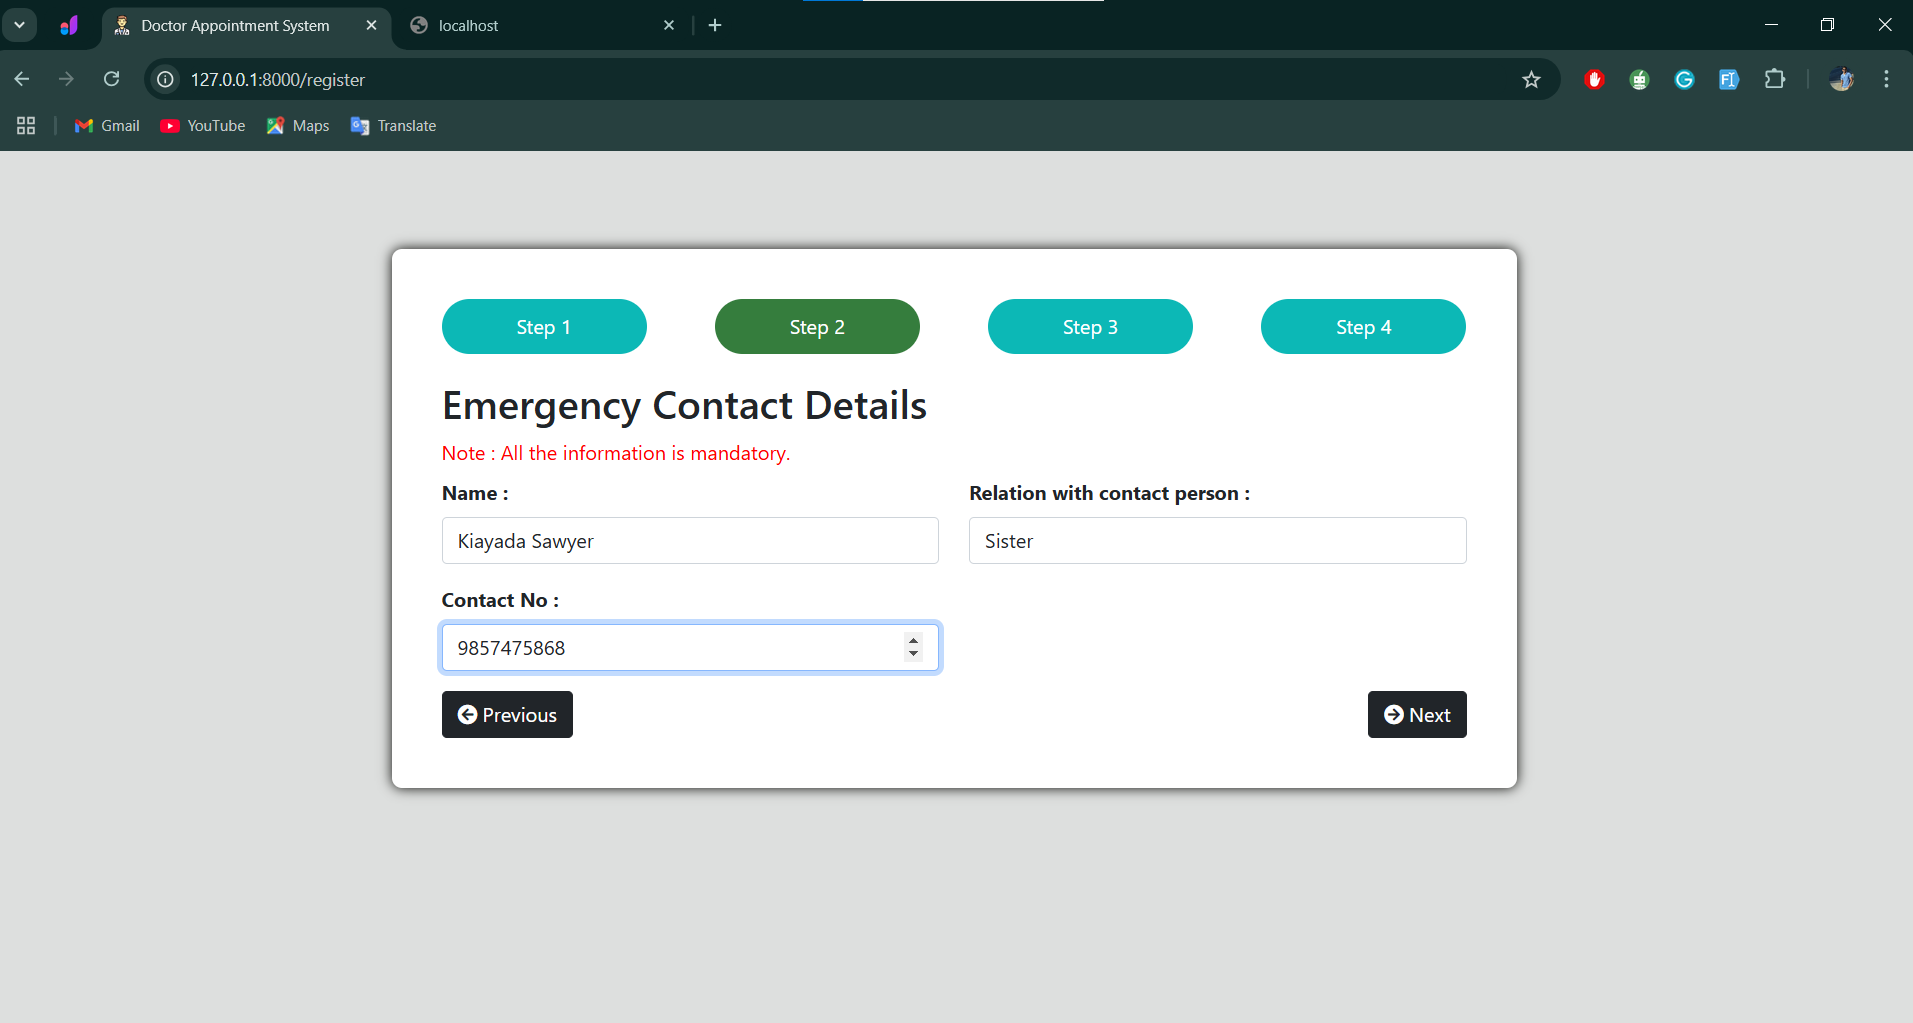 Doctor Appointment System
localhost
127.0.0.1:8000/register
Gmail YouTube Maps Translate
Step 1 Step 2 Step 3 Step 4
Emergency Contact Details
Note : All the information is mandatory.
Name : Relation with contact person :
Kiayada Sawyer Sister
Contact No :
9857475868
Previous Next